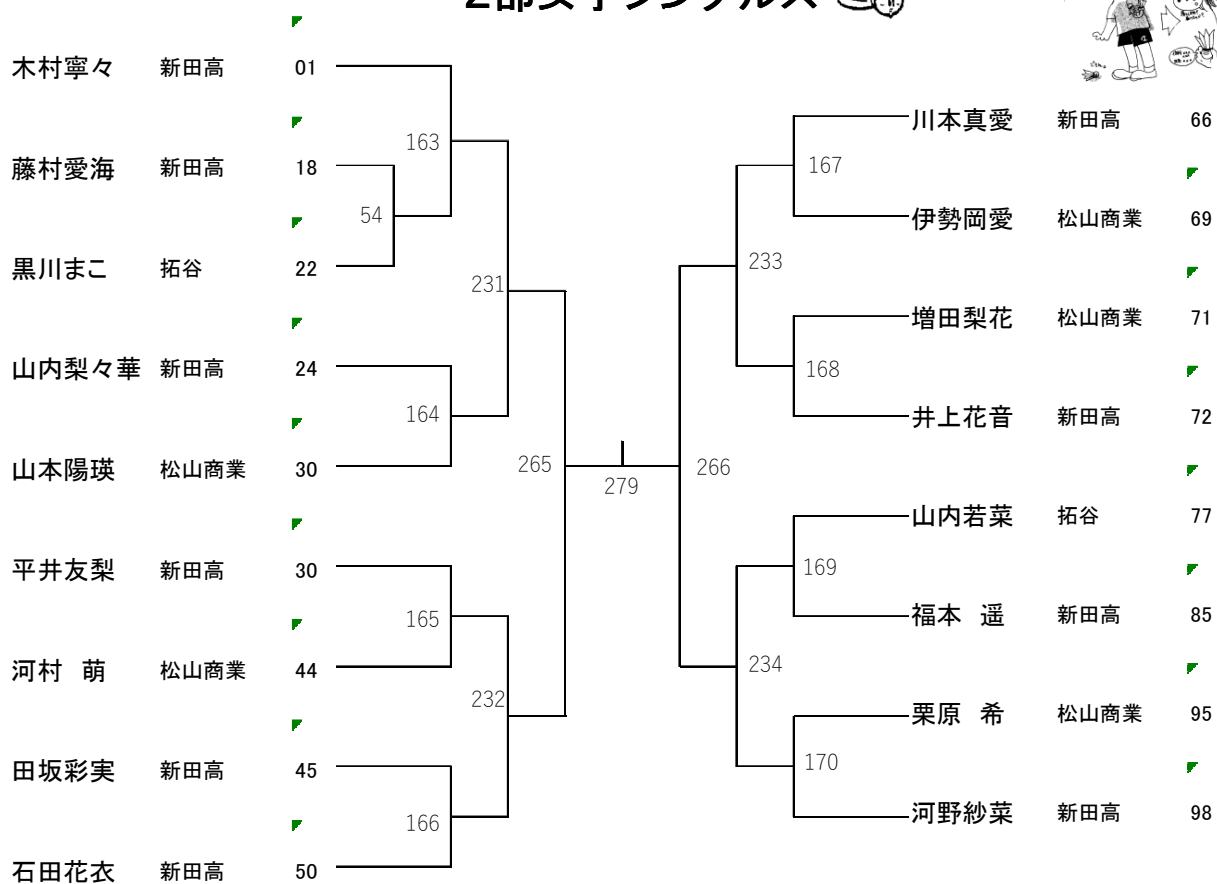 2部女子シングルス
木村寧々 新田高 01
藤村愛海 新田高 18
黒川まこ 拓谷 22
山内梨々華 新田高 24
山本陽瑛 松山商業 30
平井友梨 新田高 30
河村 萌 松山商業 44
田坂彩実 新田高 45
石田花衣 新田高 50
163
54
231
164
265
165
232
166
279
川本真愛 新田高 66
伊勢岡愛 松山商業 69
増田梨花 松山商業 71
井上花音 新田高 72
山内若菜 拓谷 77
福本 遥 新田高 85
栗原 希 松山商業 95
河野紗菜 新田高 98
167
233
168
266
169
234
170